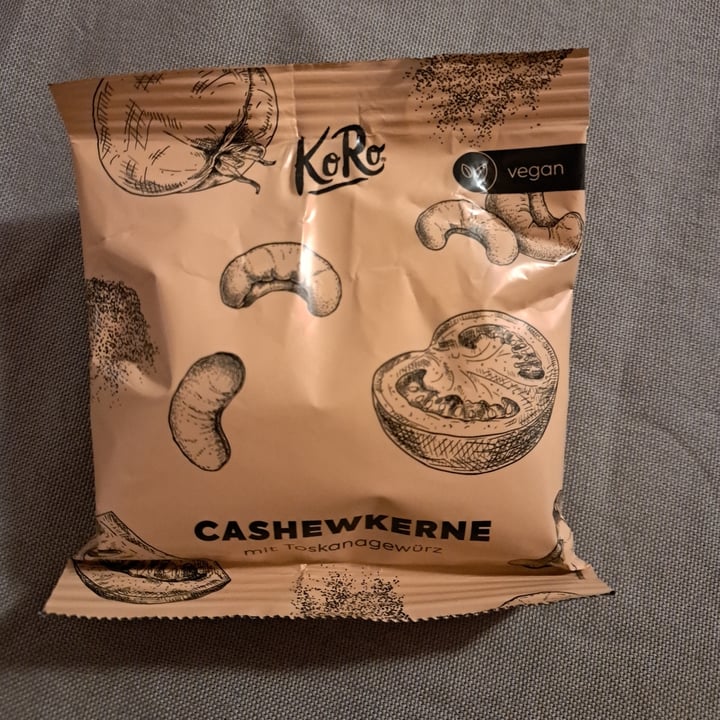 KoRo
vegan
CASHEWKERNE
mit Toskanagewürz